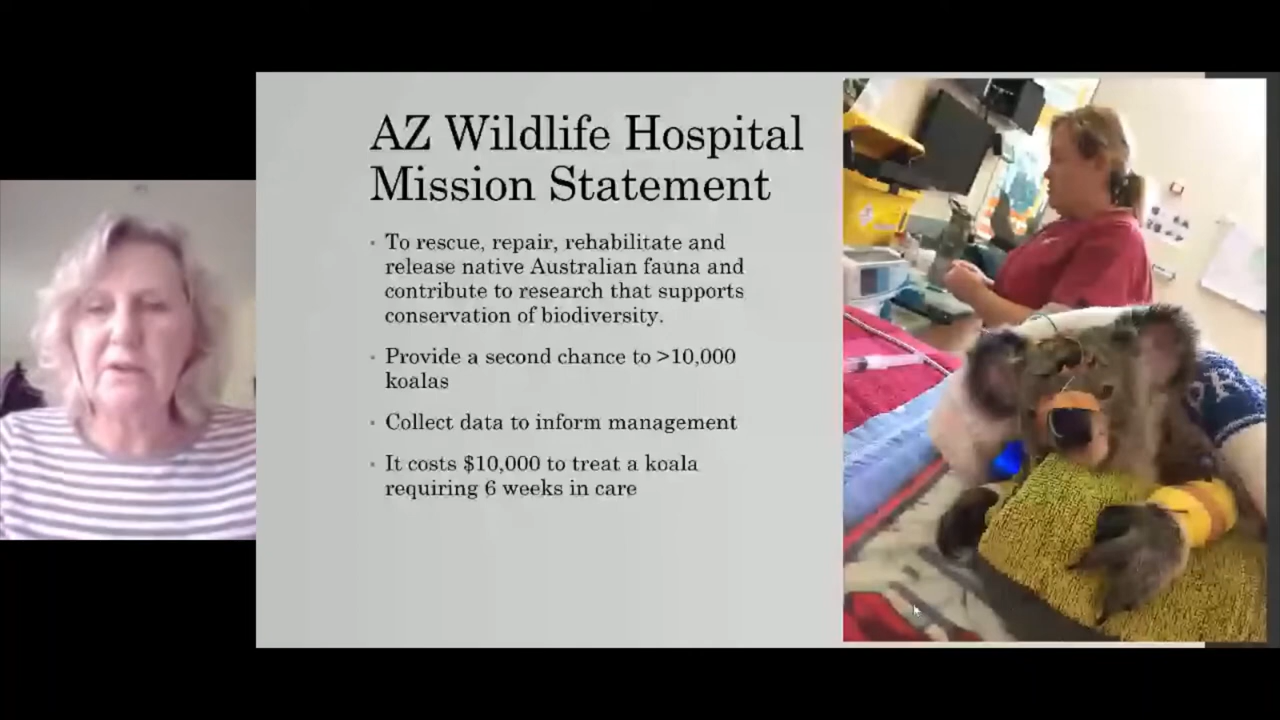 AZ Wildlife Hospital
Mission Statement
To rescue, repair, rehabilitate and
release native Australian fauna and
contribute to research that supports
conservation of biodiversity.
Provide a second chance to >10,000
koalas
Collect data to inform management
It costs $10,000 to treat a koala
requiring 6 weeks in care